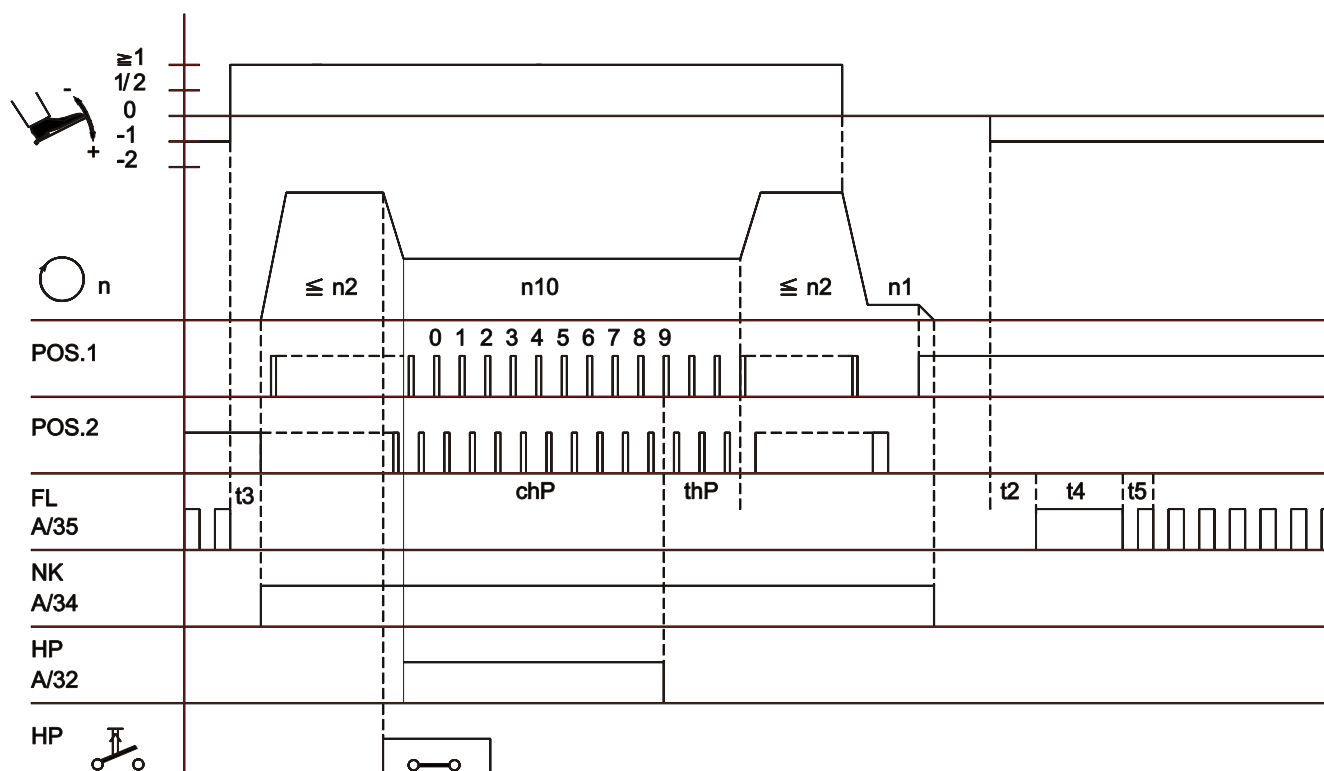 ≧1
1/2
0
-1
-2
-
+
n
≦ n2
n10
≦ n2
n1
POS.1
0 1 2 3 4 5 6 7 8 9
POS.2
chP
thP
FL
A/35
t3
t2
t4
t5
NK
A/34
HP
A/32
HP